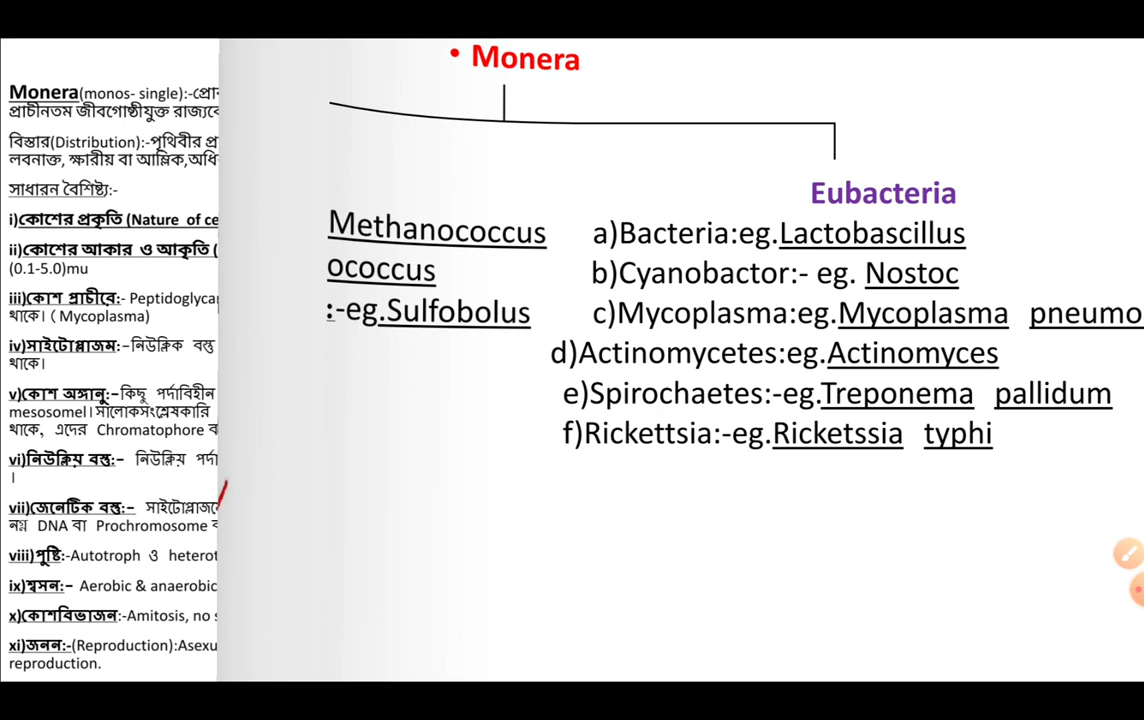 Monera(monos- single):-প্রো
প্রাচীনতম জীবগোষ্ঠীযুক্ত রাজ্যকে
বিস্তার(Distribution):-পৃথিবীর প্র
লবনাক্ত, ক্ষারীয় বা আম্লিক,অধি
সাধারন বৈশিষ্ট্য:-
i)কোশের প্রকৃতি (Nature of ce
ii)কোশের আকার ও আকৃতি (
(0.1-5.0)mu
iii)কোশ প্রাচীরে:- Peptidoglyca
থাকে। ( Mycoplasma)
iv)সাইটোপ্লাজম:–নিউক্লিক বস্তু
থাকে।
v)কোশ অঙ্গানু:–কিছু পর্দাবিহীন
mesosomel।সালোকসংশ্লেষকারি
থাকে, এদের Chromatophore ব
vi)নিউক্লিয় বস্তু:– নিউক্লিয় পর্দা
।
vii)জেনেটিক বস্তু:– সাইটোপ্লাজে
নগ্ন DNA বা Prochromosome ব
viii)পুষ্টি:-Autotroph ও heterot
ix)শ্বসন:– Aerobic & anaerobic
x)কোশবিভাজন:-Amitosis, no s
xi)জনন:-(Reproduction):Asexu
reproduction.
• Monera
Methanococcus
ococcus
:-eg.Sulfobolus
Eubacteria
a)Bacteria:eg.Lactobascillus
b)Cyanobactor:- eg. Nostoc
c)Mycoplasma:eg.Mycoplasma pneumo
d)Actinomycetes:eg.Actinomyces
e)Spirochaetes:-eg.Treponema pallidum
f)Rickettsia:-eg.Ricketssia typhi